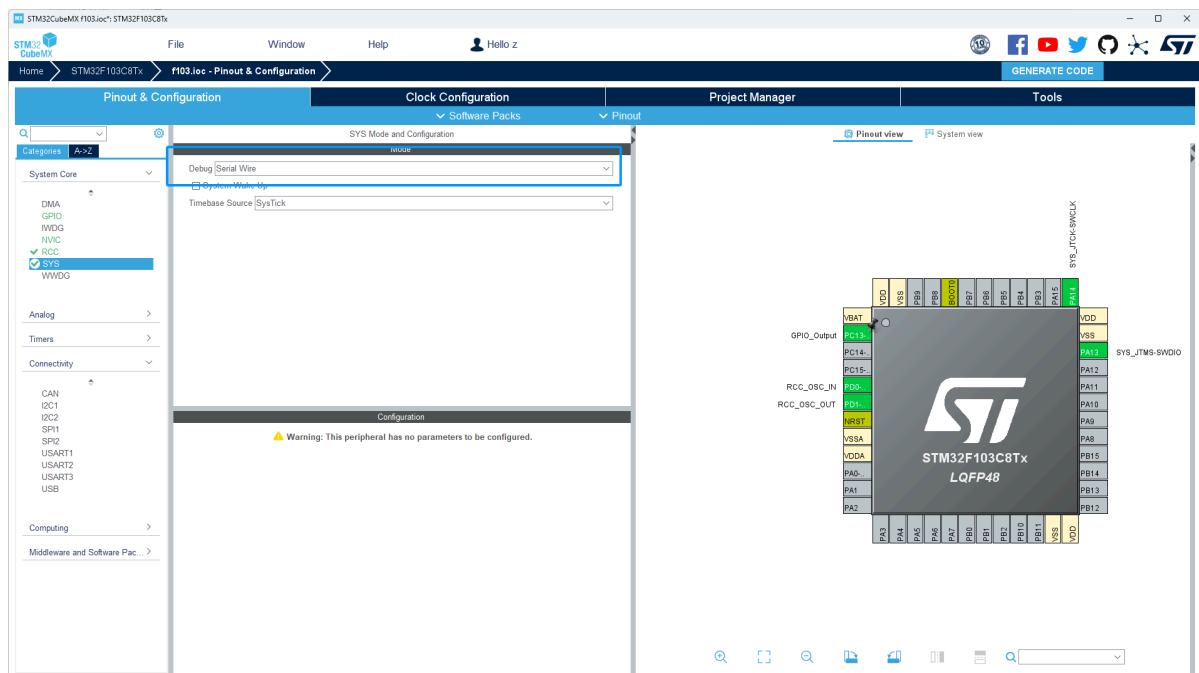 STM32CubeMX f103.ioc*: STM32F103C8Tx
STM32
CubeMX
File
Window
Help
Hello z
10
Home
STM32F103C8Tx
f103.ioc - Pinout & Configuration
GENERATE CODE
Pinout & Configuration
Clock Configuration
Project Manager
Tools
Software Packs
Pinout
Categories
A->Z
System Core
DMA
GPIO
IWDG
NVIC
RCC
SYS
WWDG
Analog
Timers
Connectivity
CAN
I2C1
I2C2
SPI1
SPI2
USART1
USART2
USART3
USB
Computing
Middleware and Software Pac...
SYS Mode and Configuration
Mode
Debug Serial Wire
System Wake-Up
Timebase Source SysTick
Configuration
Warning: This peripheral has no parameters to be configured.
Pinout view
System view
SYS_JTCK-SWCLK
VDD
VSS
PB9
PB8
BOOT0
PB7
PB6
PB5
PB4
PB3
PA15
PA14
VBAT
GPIO_Output PC13-..
PC14-..
PC15-..
RCC_OSC_IN PD0-..
RCC_OSC_OUT PD1-..
NRST
VSSA
VDDA
PA0-..
PA1
PA2
VDD
VSS
PA13 SYS_JTMS-SWDIO
PA12
PA11
PA10
PA9
PA8
PB15
PB14
PB13
PB12
STM32F103C8Tx
LQFP48
PA3
PA4
PA5
PA6
PA7
PB0
PB1
PB2
PB10
PB11
VSS
VDD